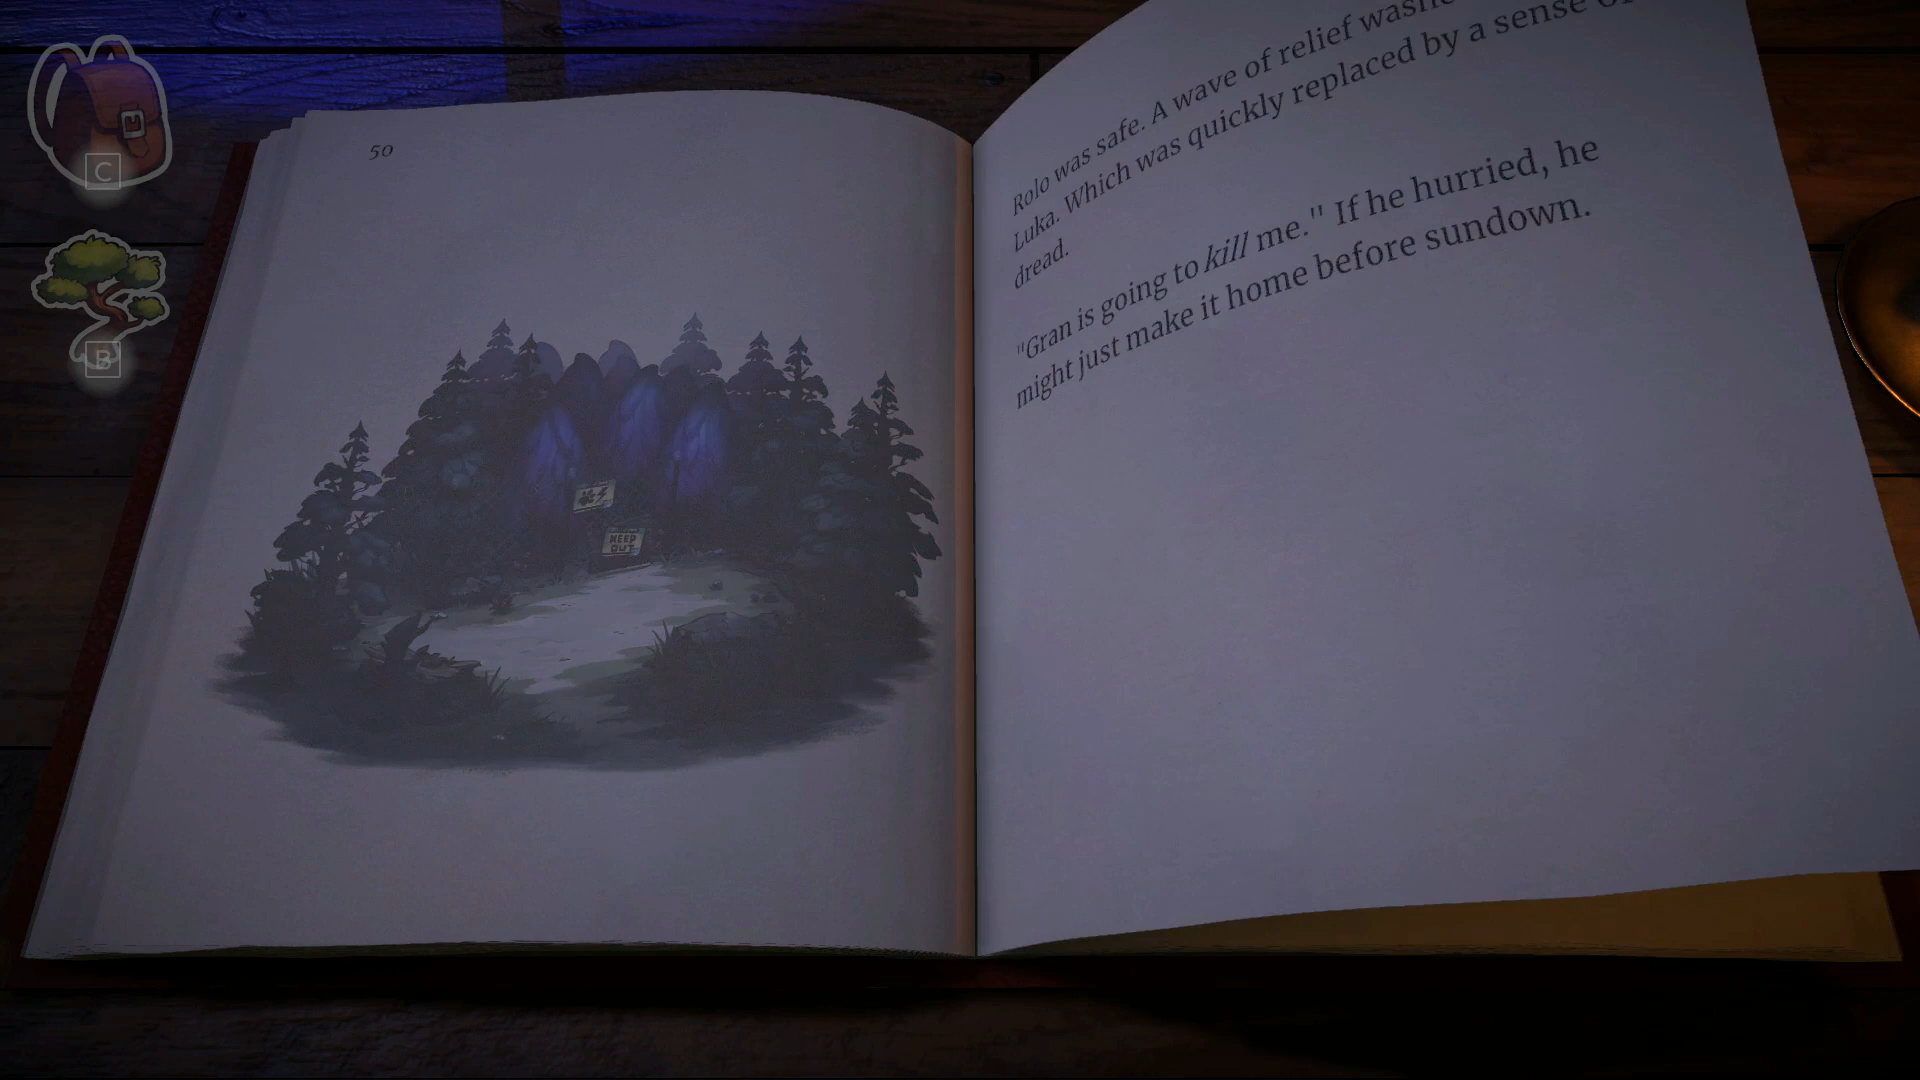 C
B
50
KEEP
OUT
Rolo was safe. A wave of relief
Luka. Which was quickly replaced by a sense
dread.
"Gran is going to kill me." If he hurried, he
might just make it home before sundown.